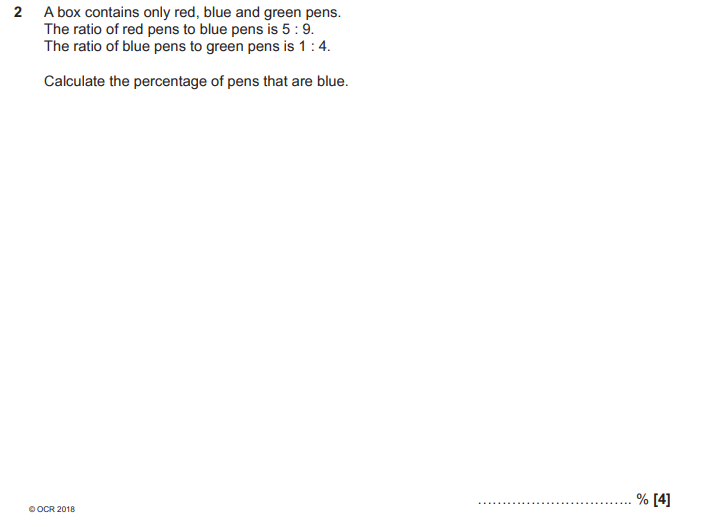 2 A box contains only red, blue and green pens.
The ratio of red pens to blue pens is 5 : 9.
The ratio of blue pens to green pens is 1 : 4.
Calculate the percentage of pens that are blue.
................................ % [4]
© OCR 2018